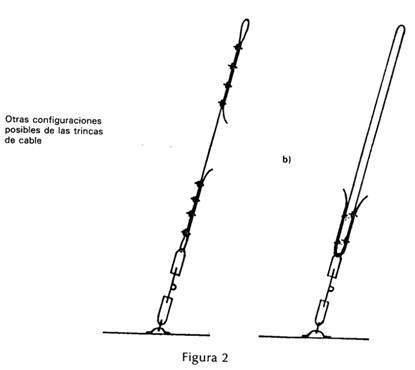 Otras configuraciones
posibles de las trincas
de cable
b)
Figura 2